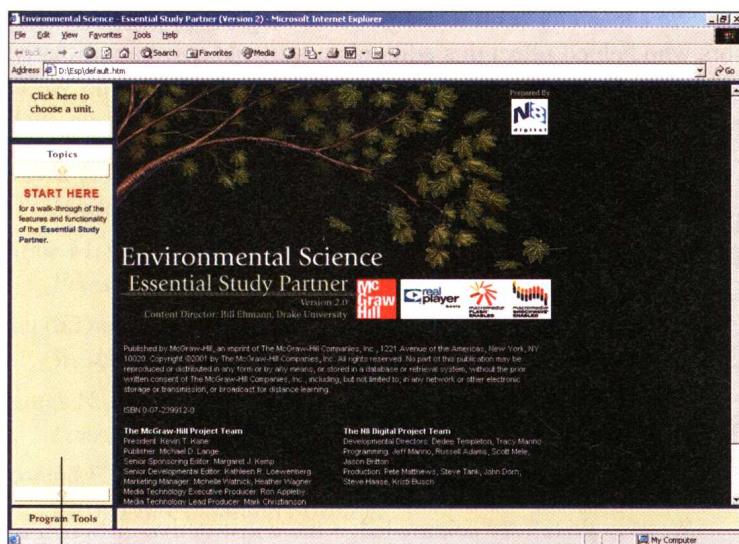 Environmental Science - Essential Study Partner (Version 2) - Microsoft Internet Explorer
File Edit View Favorites Tools Help
Back Search Favorites Media
Address D:\Esp\default.htm Go
Click here to
choose a unit.
Topics
START HERE
for a walk-through of the
features and functionality
of the Essential Study
Partner.
Prepared By
N8
digital
Environmental Science
Essential Study Partner
Version 2.0
Content Director: Bill Ehmann, Drake University
Mc
Graw
Hill
real
player
macromedia
FLASH
ENABLED
macromedia
SHOCKWAVE
ENABLED
Published by McGraw-Hill, an imprint of The McGraw-Hill Companies, Inc., 1221 Avenue of the Americas, New York, NY
10020. Copyright ©2001 by The McGraw-Hill Companies, Inc. All rights reserved. No part of this publication may be
reproduced or distributed in any form or by any means, or stored in a database or retrieval system, without the prior
written consent of The McGraw-Hill Companies, Inc., including, but not limited to, in any network or other electronic
storage or transmission, or broadcast for distance learning.
ISBN 0-07-239912-0
The McGraw-Hill Project Team
President: Kevin T. Kane
Publisher: Michael D. Lange
Senior Sponsoring Editor: Margaret J. Kemp
Senior Developmental Editor: Kathleen R. Loewenberg
Marketing Manager: Michelle Watnick, Heather Wagner
Media Technology Executive Producer: Ron Appleby
Media Technology Lead Producer: Mark Christianson
The N8 Digital Project Team
Developmental Directors: Dedee Templeton, Tracy Marino
Programming: Jeff Manno, Russell Adams, Scott Mele,
Jason Britton
Production: Pete Matthews, Steve Tank, John Dorn,
Steve Haase, Kristi Busch
Program Tools
My Computer